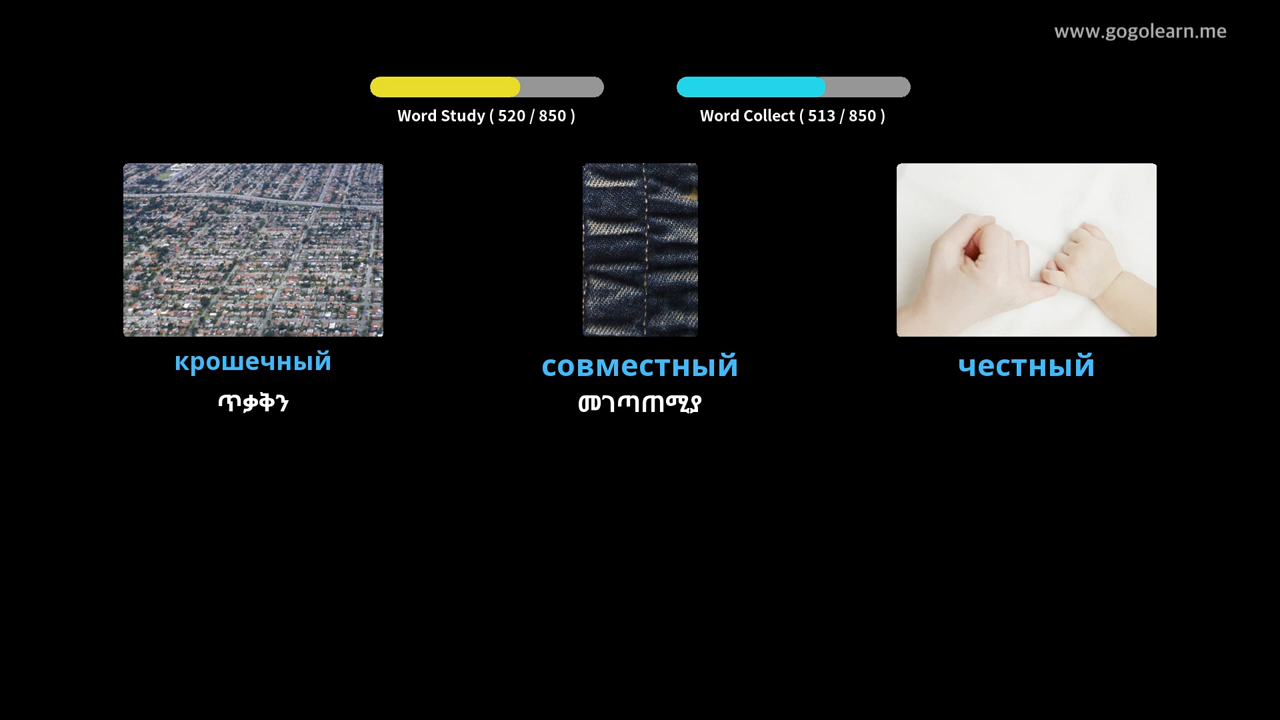 www.gogolearn.me
Word Study ( 520 / 850 )
Word Collect ( 513 / 850 )
крошечный
ጥቃቅን
совместный
መገጣጠሚያ
честный